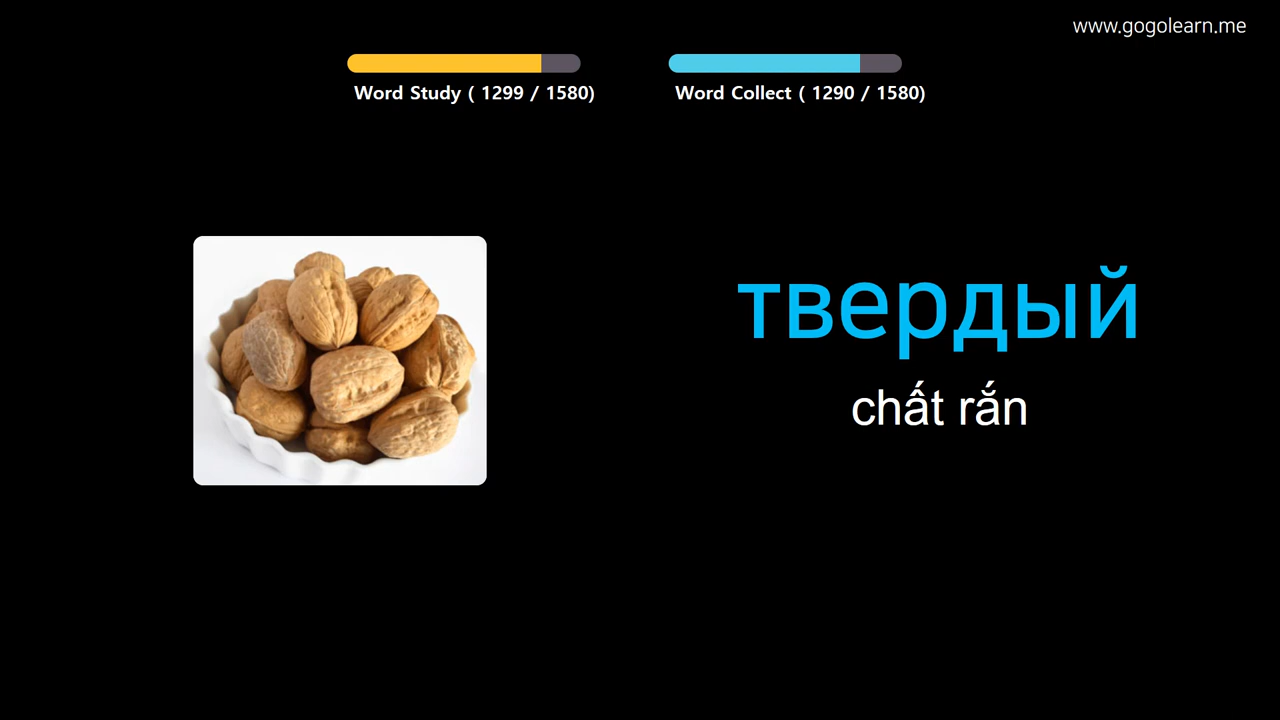 www.gogolearn.me
Word Study ( 1299 / 1580)
Word Collect ( 1290 / 1580)
твердый
chất rắn